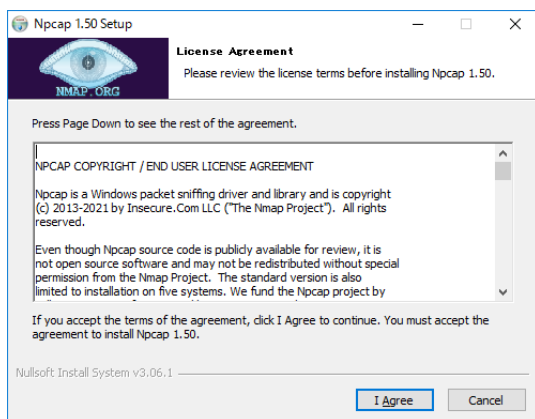 Npcap 1.50 Setup
NMAP.ORG
License Agreement
Please review the license terms before installing Npcap 1.50.
Press Page Down to see the rest of the agreement.
NPCAP COPYRIGHT / END USER LICENSE AGREEMENT
Npcap is a Windows packet sniffing driver and library and is copyright
(c) 2013-2021 by Insecure.Com LLC ("The Nmap Project").  All rights
reserved.
Even though Npcap source code is publicly available for review, it is
not open source software and may not be redistributed without special
permission from the Nmap Project.  The standard version is also
limited to installation on five systems. We fund the Npcap project by
If you accept the terms of the agreement, click I Agree to continue. You must accept the
agreement to install Npcap 1.50.
Nullsoft Install System v3.06.1
I Agree
Cancel